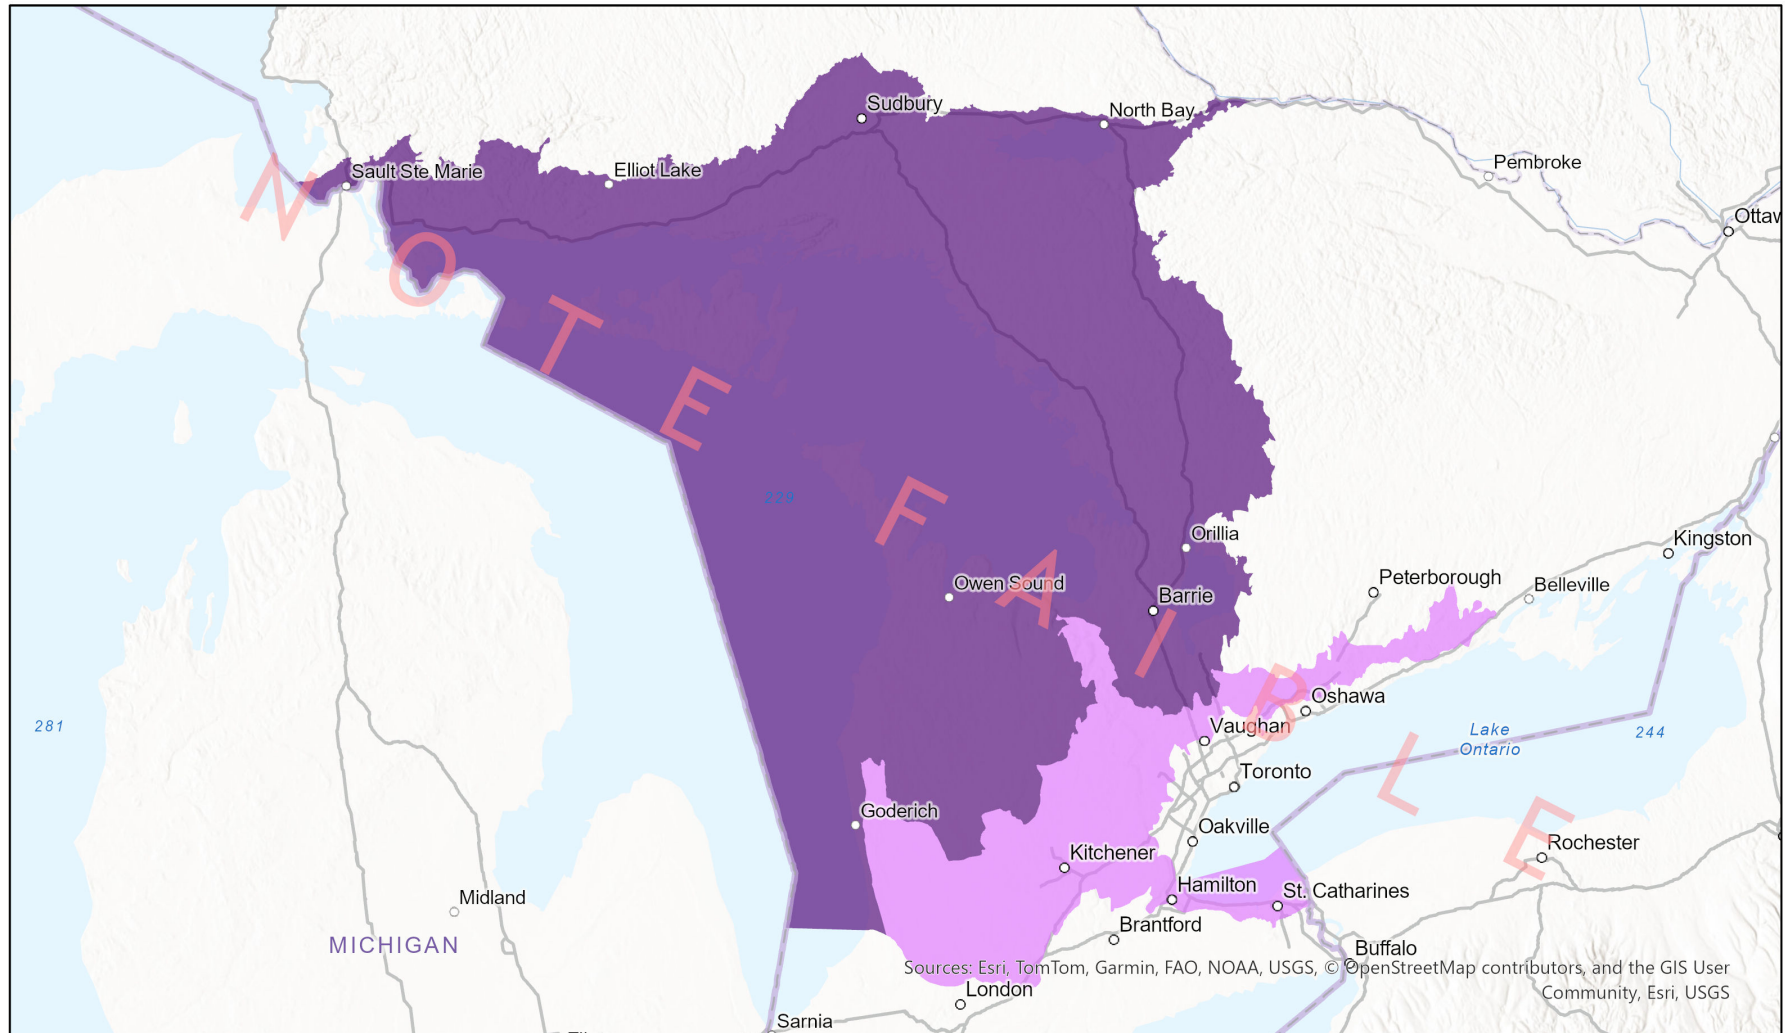 Sudbury
North Bay
Sault Ste Marie
Elliot Lake
Pembroke
Ottaw
NOTE FAIBLE
229
Orillia
Kingston
Owen Sound
Barrie
Peterborough
Belleville
281
Oshawa
Vaughan
Lake
Ontario
244
Toronto
Goderich
Oakville
Rochester
Kitchener
Midland
Hamilton
St. Catharines
Brantford
MICHIGAN
Buffalo
Sources: Esri, TomTom, Garmin, FAO, NOAA, USGS, © OpenStreetMap contributors, and the GIS User
Community, Esri, USGS
London
Sarnia